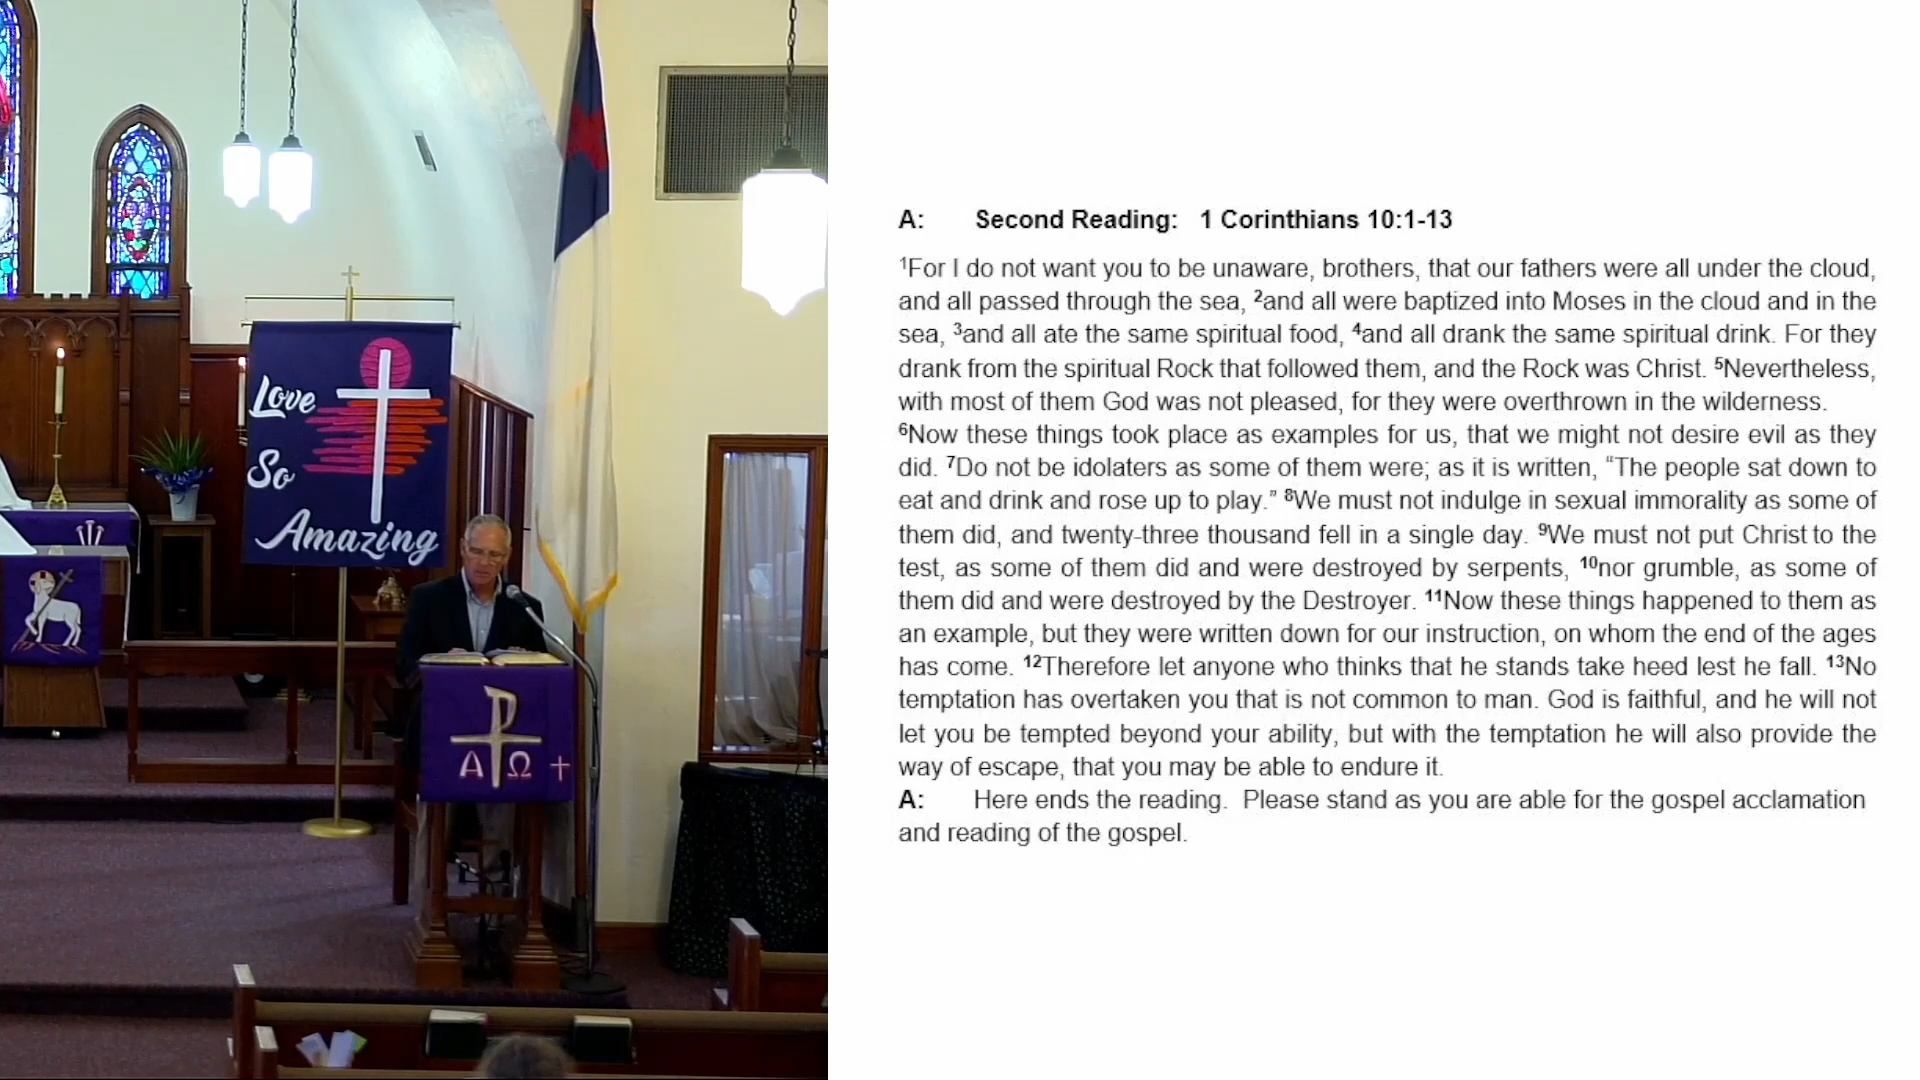 Love
So
Amazing
Α Ω
A: Second Reading: 1 Corinthians 10:1-13
¹For I do not want you to be unaware, brothers, that our fathers were all under the cloud,
and all passed through the sea, ²and all were baptized into Moses in the cloud and in the
sea, ³and all ate the same spiritual food, ⁴and all drank the same spiritual drink. For they
drank from the spiritual Rock that followed them, and the Rock was Christ. ⁵Nevertheless,
with most of them God was not pleased, for they were overthrown in the wilderness.
⁶Now these things took place as examples for us, that we might not desire evil as they
did. ⁷Do not be idolaters as some of them were; as it is written, “The people sat down to
eat and drink and rose up to play.” ⁸We must not indulge in sexual immorality as some of
them did, and twenty-three thousand fell in a single day. ⁹We must not put Christ to the
test, as some of them did and were destroyed by serpents, ¹⁰nor grumble, as some of
them did and were destroyed by the Destroyer. ¹¹Now these things happened to them as
an example, but they were written down for our instruction, on whom the end of the ages
has come. ¹²Therefore let anyone who thinks that he stands take heed lest he fall. ¹³No
temptation has overtaken you that is not common to man. God is faithful, and he will not
let you be tempted beyond your ability, but with the temptation he will also provide the
way of escape, that you may be able to endure it.
A: Here ends the reading. Please stand as you are able for the gospel acclamation
and reading of the gospel.